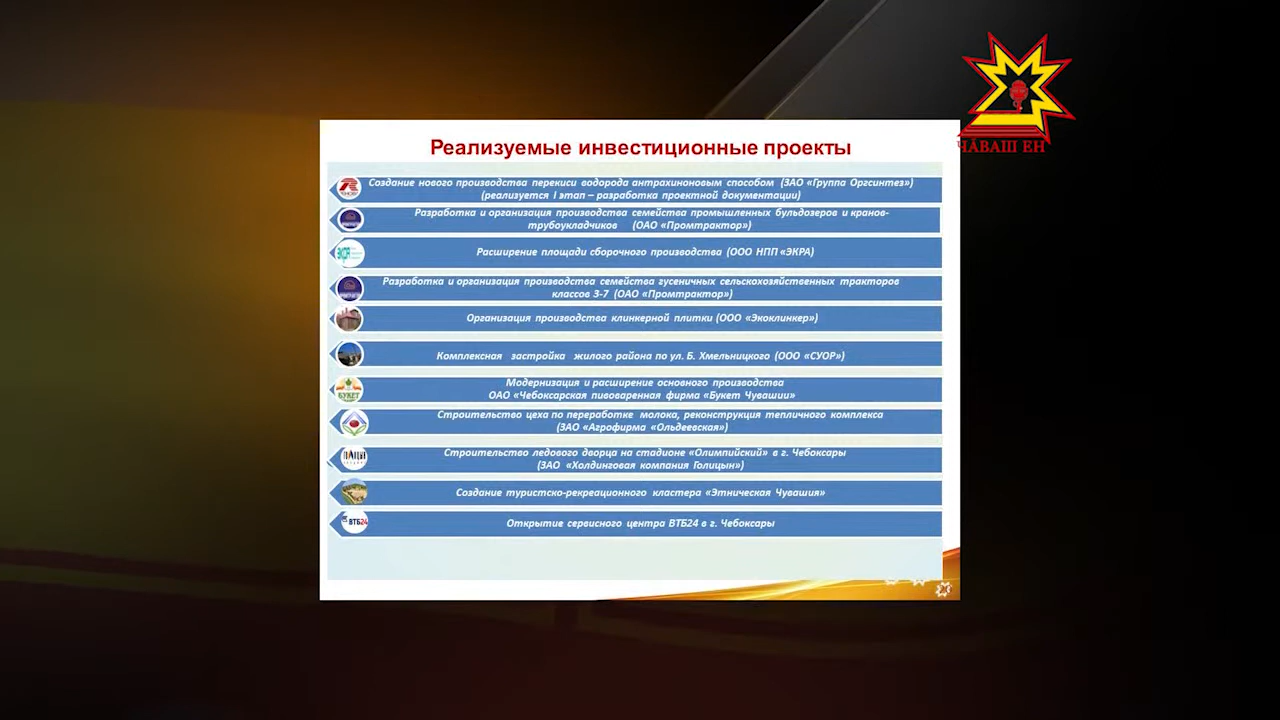 ЧӐВАШ ЕН
Реализуемые инвестиционные проекты
Создание нового производства перекиси водорода антрахиноновым способом (ЗАО «Группа Оргсинтез»)
(реализуется I этап – разработка проектной документации)
Разработка и организация производства семейства промышленных бульдозеров и кранов-
трубоукладчиков (ОАО «Промтрактор»)
Расширение площади сборочного производства (ООО НПП «ЭКРА)
Разработка и организация производства семейства гусеничных сельскохозяйственных тракторов
классов 3-7 (ОАО «Промтрактор»)
Организация производства клинкерной плитки (ООО «Экоклинкер»)
Комплексная застройка жилого района по ул. Б. Хмельницкого (ООО «СУОР»)
Модернизация и расширение основного производства
ОАО «Чебоксарская пивоваренная фирма «Букет Чувашии»
БУКЕТ
Строительство цеха по переработке молока, реконструкция тепличного комплекса
(ЗАО «Агрофирма «Ольдеевская»)
Строительство ледового дворца на стадионе «Олимпийский» в г. Чебоксары
(ЗАО «Холдинговая компания Голицын»)
Создание туристско-рекреационного кластера «Этническая Чувашия»
ВТБ24
Открытие сервисного центра ВТБ24 в г. Чебоксары